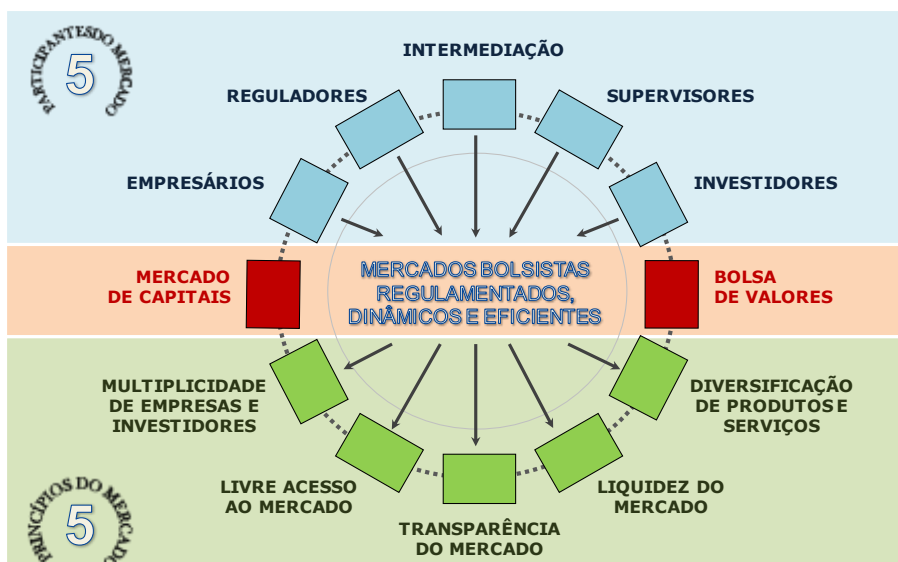 PARTICIPANTESDO MERCADO
5
INTERMEDIAÇÃO
REGULADORES
SUPERVISORES
EMPRESÁRIOS
INVESTIDORES
MERCADO
DE CAPITAIS
MERCADOS BOLSISTAS
REGULAMENTADOS,
DINÂMICOS E EFICIENTES
BOLSA
DE VALORES
MULTIPLICIDADE
DE EMPRESAS E
INVESTIDORES
DIVERSIFICAÇÃO
DE PRODUTOS E
SERVIÇOS
LIVRE ACESSO
AO MERCADO
LIQUIDEZ DO
MERCADO
TRANSPARÊNCIA
DO MERCADO
PRINCÍPIOS DO MERCADO
5